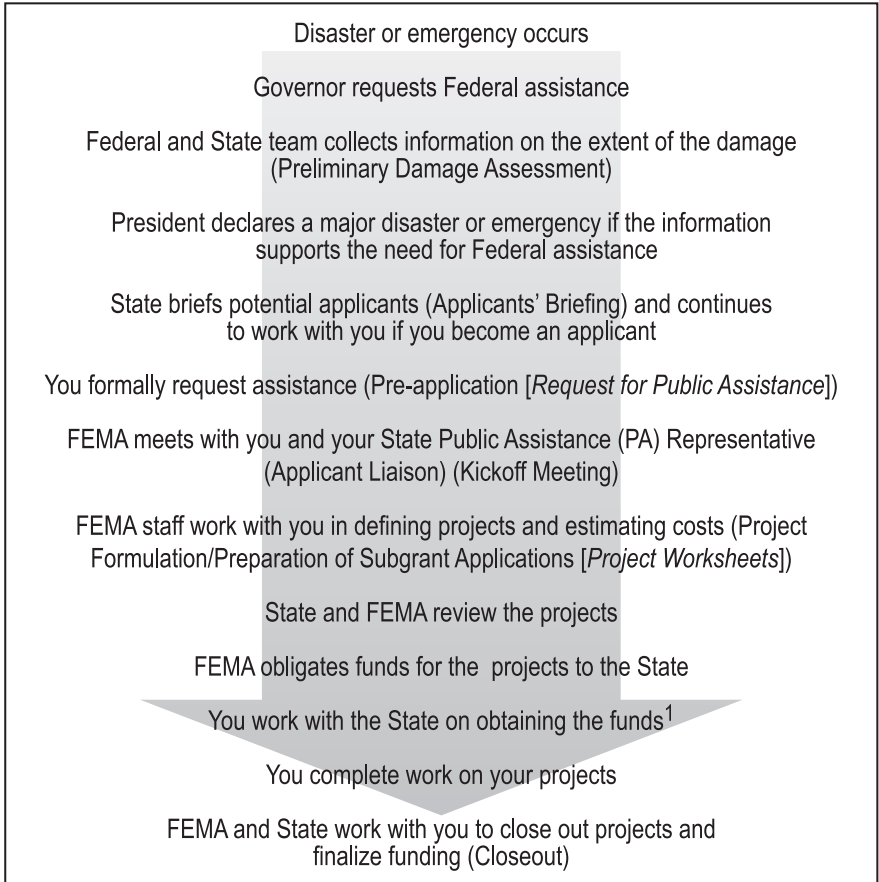 Disaster or emergency occurs
Governor requests Federal assistance
Federal and State team collects information on the extent of the damage
(Preliminary Damage Assessment)
President declares a major disaster or emergency if the information
supports the need for Federal assistance
State briefs potential applicants (Applicants’ Briefing) and continues
to work with you if you become an applicant
You formally request assistance (Pre-application [Request for Public Assistance])
FEMA meets with you and your State Public Assistance (PA) Representative
(Applicant Liaison) (Kickoff Meeting)
FEMA staff work with you in defining projects and estimating costs (Project
Formulation/Preparation of Subgrant Applications [Project Worksheets])
State and FEMA review the projects
FEMA obligates funds for the projects to the State
You work with the State on obtaining the funds1
You complete work on your projects
FEMA and State work with you to close out projects and
finalize funding (Closeout)